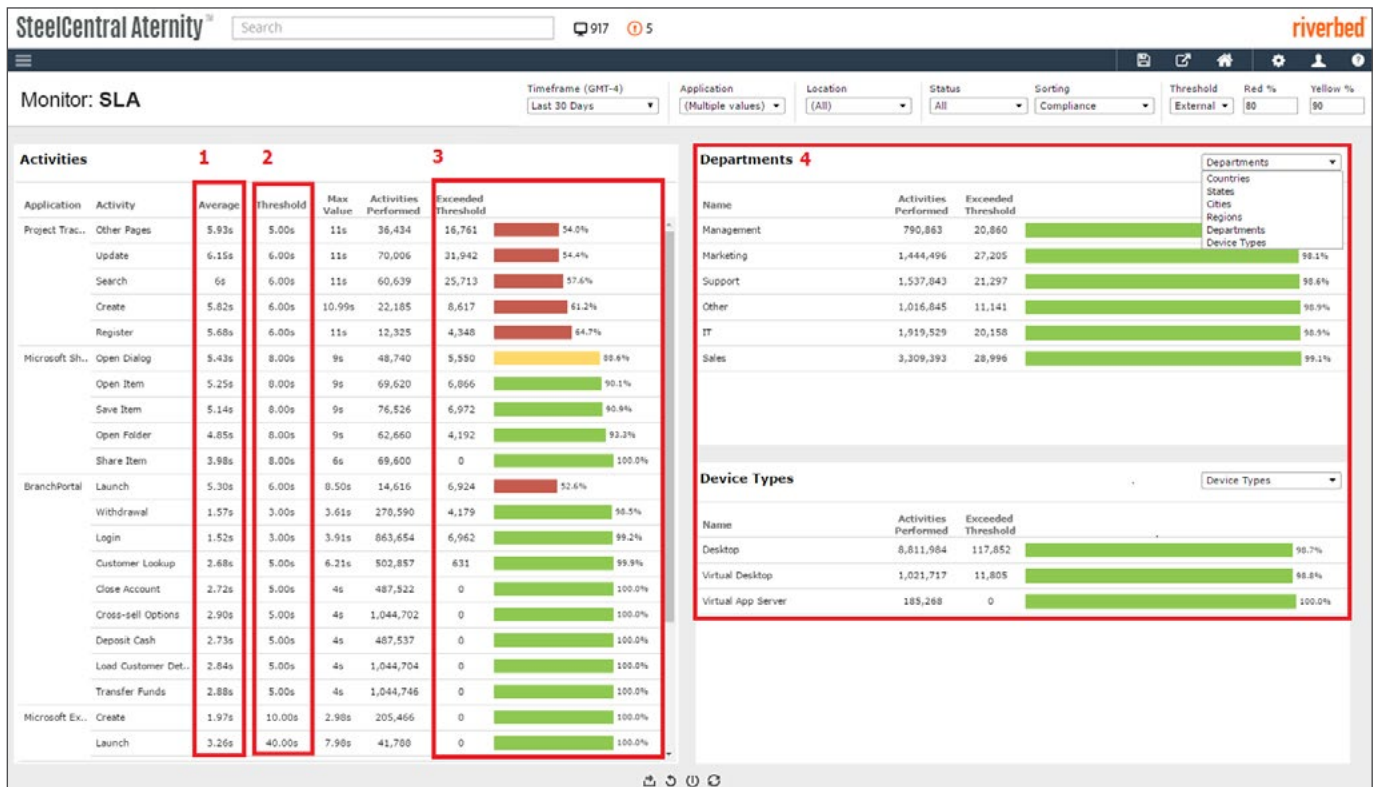 SteelCentral Aternity™ Search 917 5 riverbed
Monitor: SLA
Timeframe (GMT-4) Application Location Status Sorting Threshold Red % Yellow %
Last 30 Days (Multiple values) (All) All Compliance External 80 90
Activities 1 2 3
Application Activity Average Threshold Max Value Activities Performed Exceeded Threshold
Project Trac.. Other Pages 5.93s 5.00s 11s 36,434 16,761 54.0%
Update 6.15s 6.00s 11s 70,006 31,942 54.4%
Search 6s 6.00s 11s 60,639 25,713 57.6%
Create 5.82s 6.00s 10.99s 22,185 8,617 61.2%
Register 5.68s 6.00s 11s 12,325 4,348 64.7%
Microsoft Sh.. Open Dialog 5.43s 8.00s 9s 48,740 5,550 88.6%
Open Item 5.25s 8.00s 9s 69,620 6,866 90.1%
Save Item 5.14s 8.00s 9s 76,526 6,972 90.9%
Open Folder 4.85s 8.00s 9s 62,660 4,192 93.3%
Share Item 3.98s 8.00s 6s 69,600 0 100.0%
BranchPortal Launch 5.30s 6.00s 8.50s 14,616 6,924 52.6%
Withdrawal 1.57s 3.00s 3.61s 278,590 4,179 98.5%
Login 1.52s 3.00s 3.91s 863,654 6,962 99.2%
Customer Lookup 2.68s 5.00s 6.21s 502,857 631 99.9%
Close Account 2.72s 5.00s 4s 487,522 0 100.0%
Cross-sell Options 2.90s 5.00s 4s 1,044,702 0 100.0%
Deposit Cash 2.73s 5.00s 4s 487,537 0 100.0%
Load Customer Det.. 2.84s 5.00s 4s 1,044,704 0 100.0%
Transfer Funds 2.88s 5.00s 4s 1,044,746 0 100.0%
Microsoft Ex.. Create 1.97s 10.00s 2.98s 205,466 0 100.0%
Launch 3.26s 40.00s 7.98s 41,788 0 100.0%
Departments 4 Departments
Countries
States
Cities
Regions
Departments
Device Types
Name Activities Performed Exceeded Threshold
Management 790,863 20,860
Marketing 1,444,496 27,205 98.1%
Support 1,537,843 21,297 98.6%
Other 1,016,845 11,141 98.9%
IT 1,919,529 20,158 98.9%
Sales 3,309,393 28,996 99.1%
Device Types Device Types
Name Activities Performed Exceeded Threshold
Desktop 8,811,984 117,852 98.7%
Virtual Desktop 1,021,717 11,805 98.8%
Virtual App Server 185,268 0 100.0%